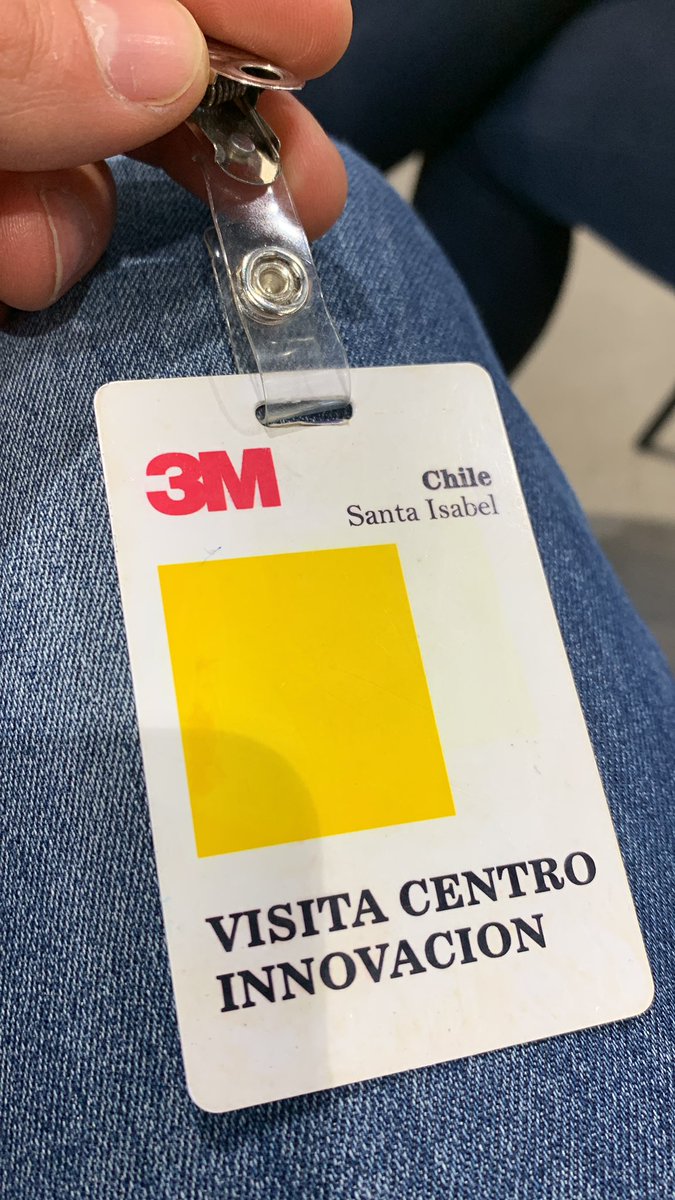 3M
Chile
Santa Isabel
VISITA CENTRO
INNOVACION